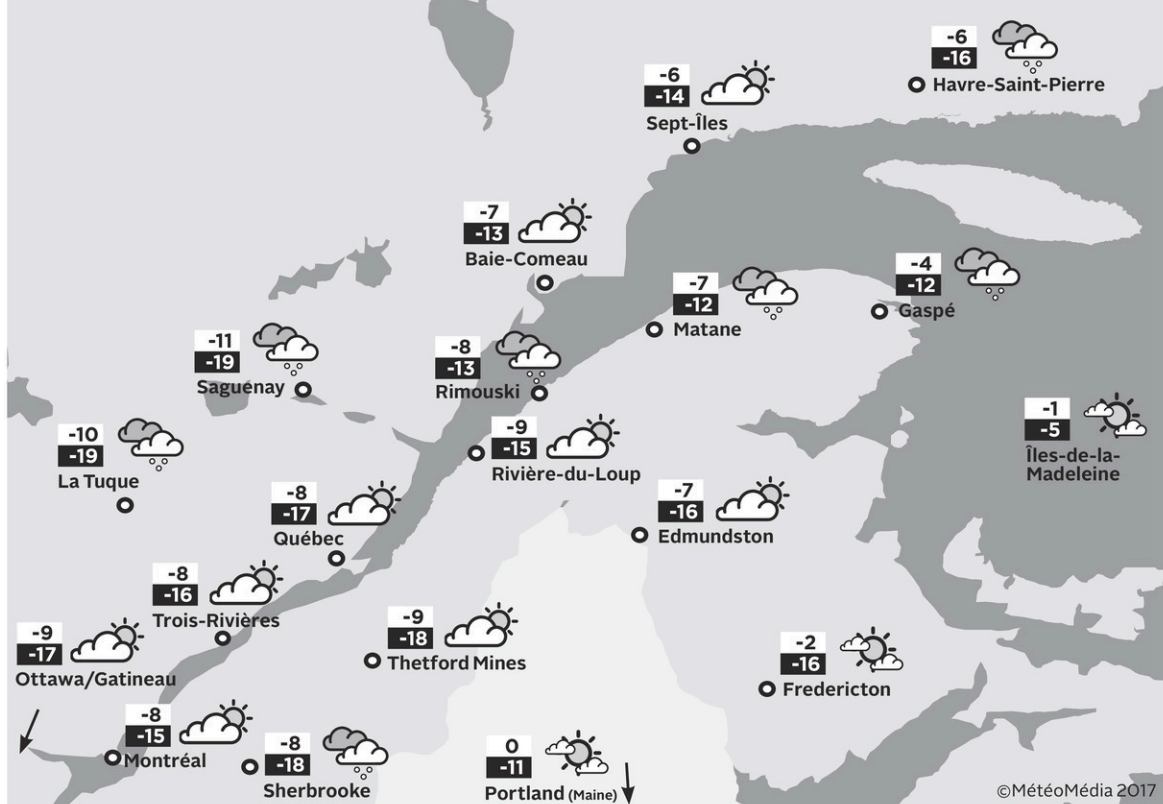 -6
-16
Havre-Saint-Pierre
-6
-14
Sept-Îles
-7
-13
Baie-Comeau
-4
-12
Gaspé
-7
-12
Matane
-11
-19
Saguenay
-8
-13
Rimouski
-1
-5
Îles-de-la-
Madeleine
-10
-19
La Tuque
-9
-15
Rivière-du-Loup
-8
-17
Québec
-7
-16
Edmundston
-8
-16
Trois-Rivières
-9
-17
Ottawa/Gatineau
-9
-18
Thetford Mines
-2
-16
Fredericton
-8
-15
Montréal
-8
-18
Sherbrooke
0
-11
Portland (Maine)
©MétéoMédia 2017